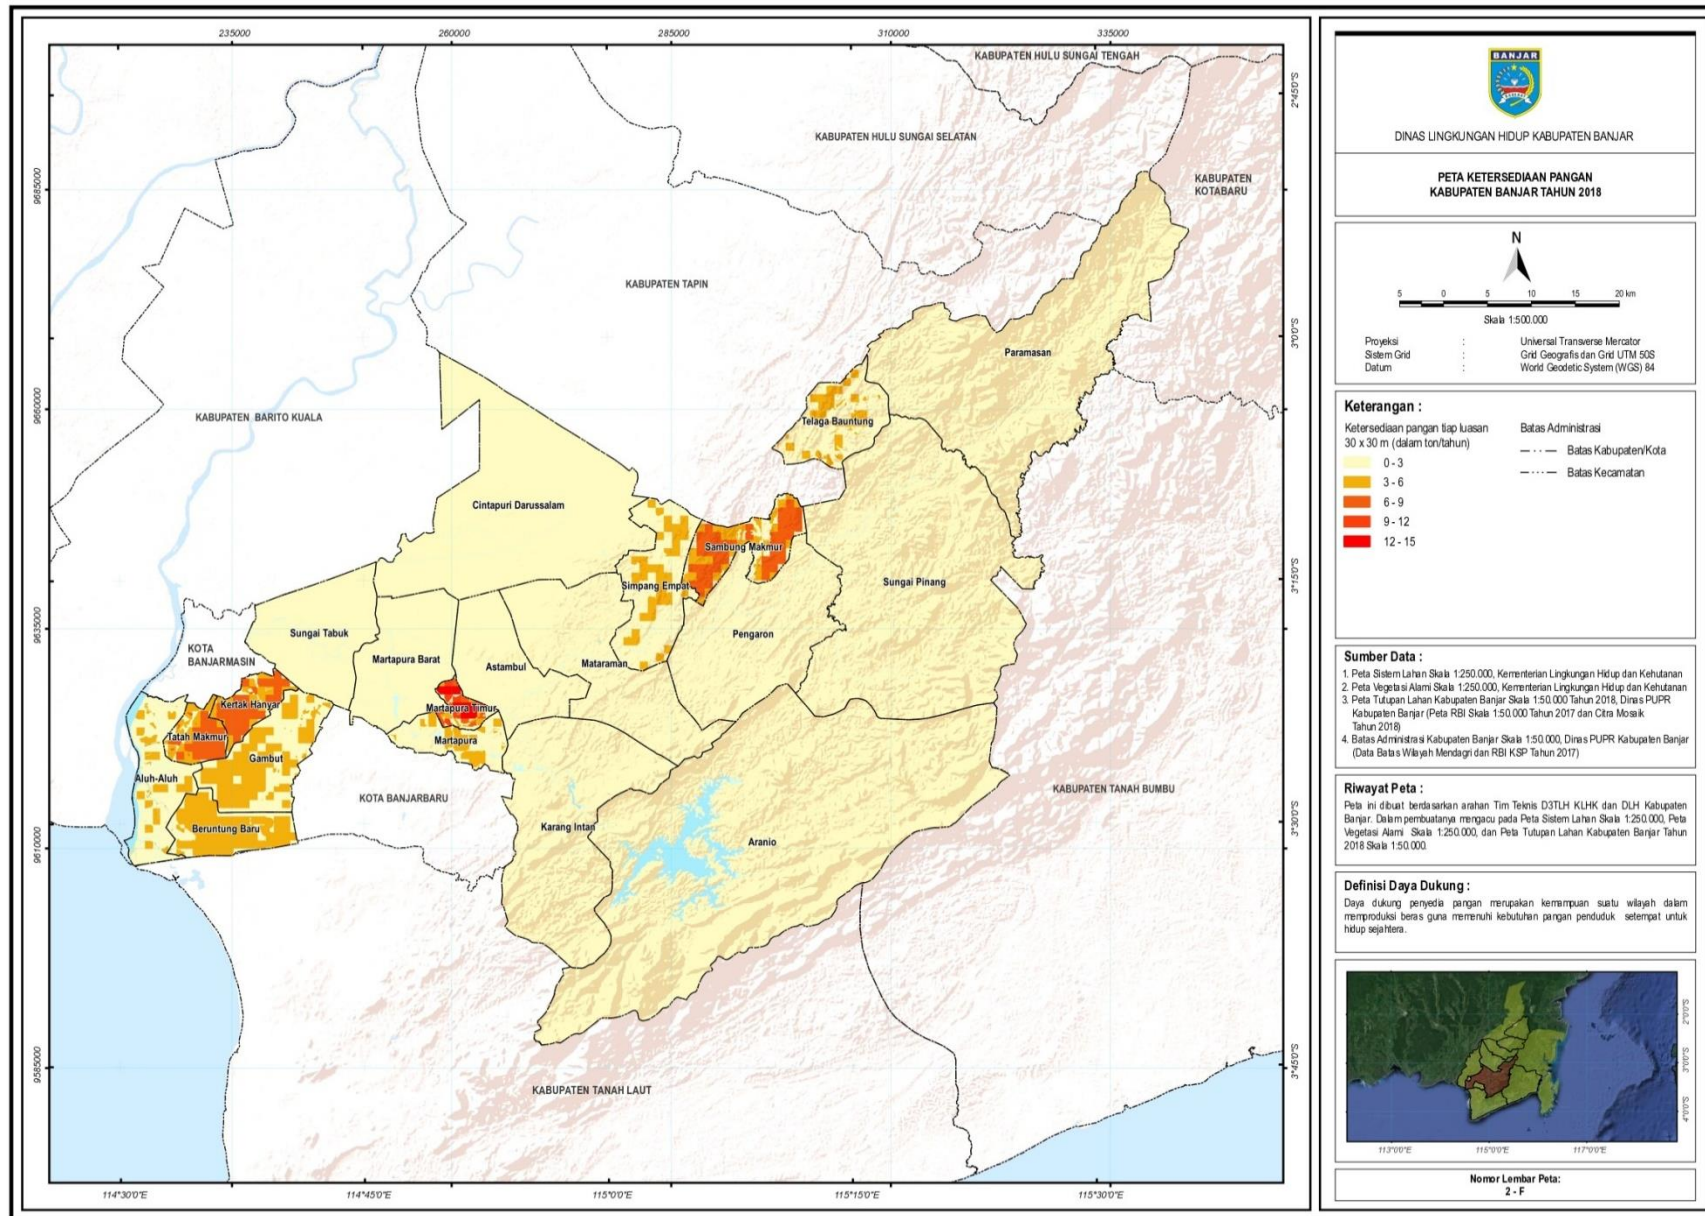 235000
260000
285000
310000
335000
KABUPATEN HULU SUNGAI TENGAH
KABUPATEN HULU SUNGAI SELATAN
KABUPATEN
KOTABARU
KABUPATEN TAPIN
KABUPATEN BARITO KUALA
Paramasan
Telaga Bauntung
Cintapuri Darussalam
Sambung Makmur
Simpang Empat
Sungai Pinang
Sungai Tabuk
Pengaron
KOTA
BANJARMASIN
Martapura Barat
Astambul
Mataraman
Kertak Hanyar
Martapura Timur
Tatah Makmur
Martapura
Gambut
Aluh-Aluh
KOTA BANJARBARU
KABUPATEN TANAH BUMBU
Beruntung Baru
Karang Intan
Aranio
KABUPATEN TANAH LAUT
9685000
9660000
9635000
9610000
9585000
2°45'0"S
3°0'0"S
3°15'0"S
3°30'0"S
3°45'0"S
114°30'0"E
114°45'0"E
115°0'0"E
115°15'0"E
115°30'0"E
BANJAR
DINAS LINGKUNGAN HIDUP KABUPATEN BANJAR
PETA KETERSEDIAAN PANGAN
KABUPATEN BANJAR TAHUN 2018
N
5 0 5 10 15 20 km
Skala 1:500.000
Proyeksi : Universal Transverse Mercator
Sistem Grid : Grid Geografis dan Grid UTM 50S
Datum : World Geodetic System (WGS) 84
Keterangan :
Ketersediaan pangan tiap luasan
30 x 30 m (dalam ton/tahun)
0 - 3
3 - 6
6 - 9
9 - 12
12 - 15
Batas Administrasi
Batas Kabupaten/Kota
Batas Kecamatan
Sumber Data :
1. Peta Sistem Lahan Skala 1:250.000, Kementerian Lingkungan Hidup dan Kehutanan
2. Peta Vegetasi Alami Skala 1:250.000, Kementerian Lingkungan Hidup dan Kehutanan
3. Peta Tutupan Lahan Kabupaten Banjar Skala 1:50.000 Tahun 2018, Dinas PUPR
Kabupaten Banjar (Peta RBI Skala 1:50.000 Tahun 2017 dan Citra Mosaik
Tahun 2018)
4. Batas Administrasi Kabupaten Banjar Skala 1:50.000, Dinas PUPR Kabupaten Banjar
(Data Batas Wilayah Mendagri dan RBI KSP Tahun 2017)
Riwayat Peta :
Peta ini dibuat berdasarkan arahan Tim Teknis D3TLH KLHK dan DLH Kabupaten
Banjar. Dalam pembuatanya mengacu pada Peta Sistem Lahan Skala 1:250.000, Peta
Vegetasi Alami Skala 1:250.000, dan Peta Tutupan Lahan Kabupaten Banjar Tahun
2018 Skala 1:50.000.
Definisi Daya Dukung :
Daya dukung penyedia pangan merupakan kemampuan suatu wilayah dalam
memproduksi beras guna memenuhi kebutuhan pangan penduduk setempat untuk
hidup sejahtera.
2°0'0"S
3°0'0"S
4°0'0"S
113°0'0"E
115°0'0"E
117°0'0"E
Nomor Lembar Peta:
2 - F